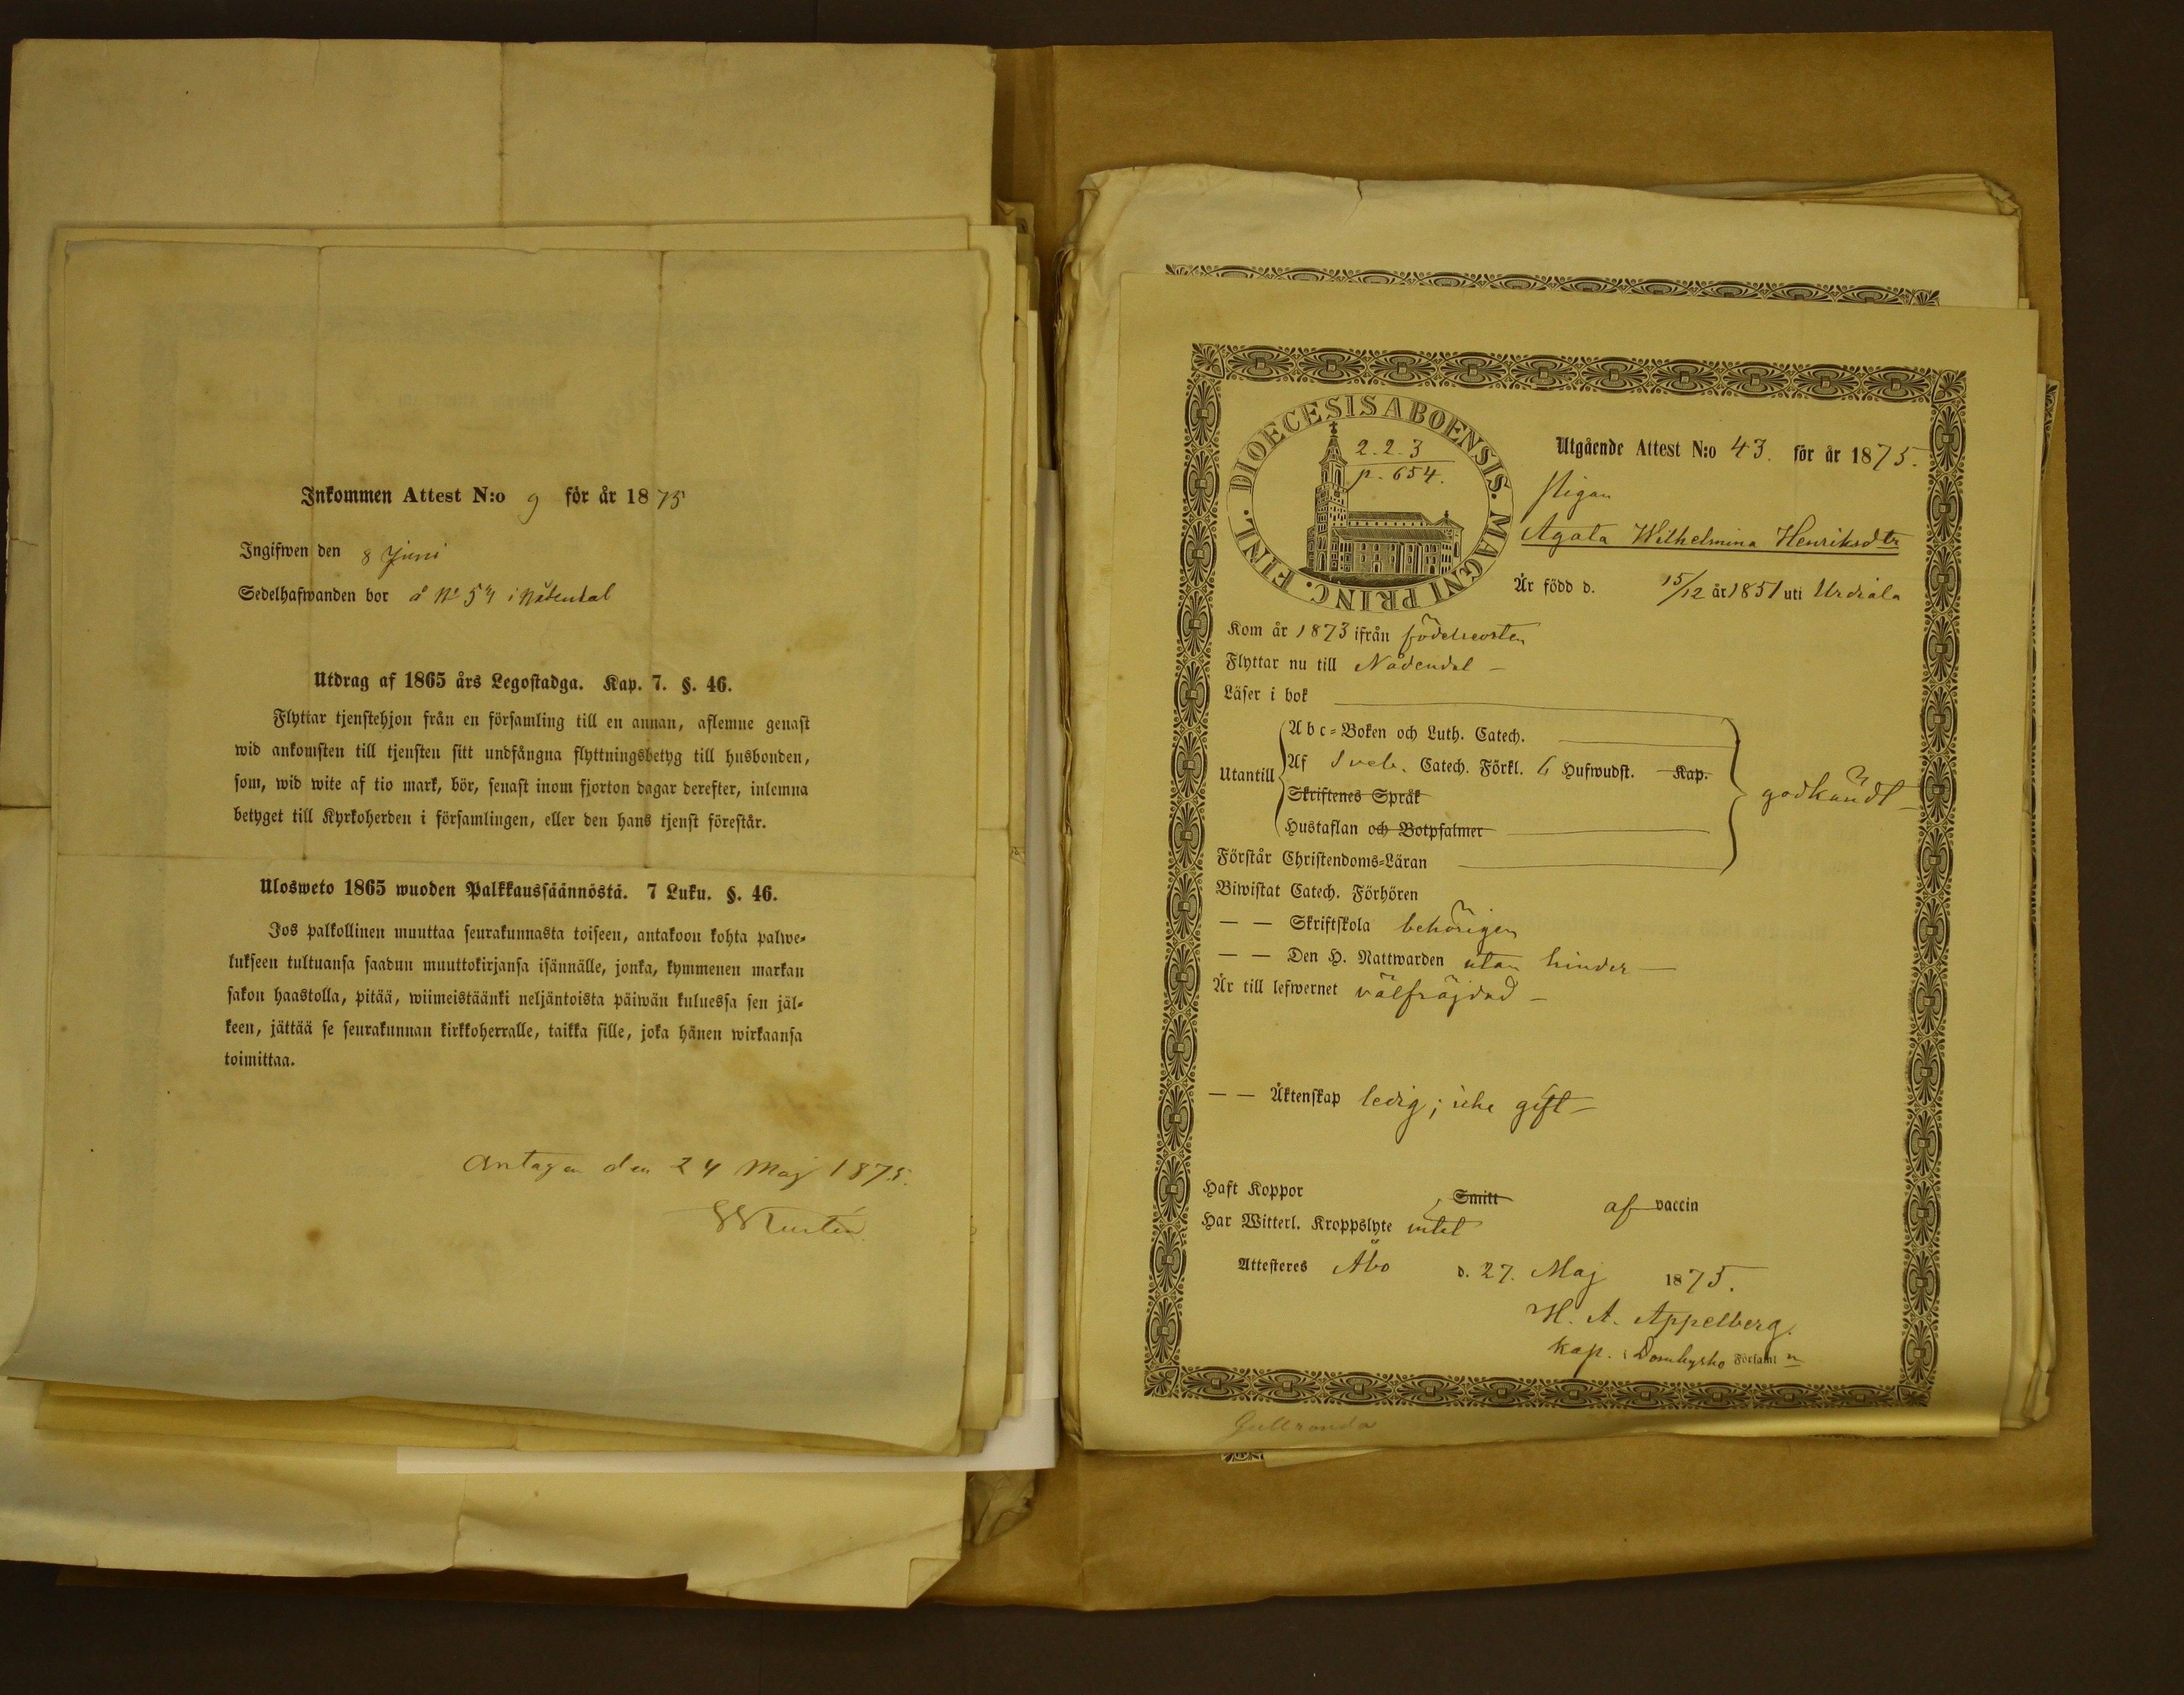 Inkommen Attest N:o 9 för år 1875
Ingifwen den 8 Juni
Sedelhafwanden bor å No 54 i Nådendal
Utdrag af 1865 års Legostadga. Kap. 7. §. 46.
Flyttar tjenstehjon från en församling till en annan, aflemne genast
wid ankomsten till tjensten sitt undfångna flyttningsbetyg till husbonden,
som, wid wite af tio mark, bör, senast inom fjorton dagar derefter, inlemna
betyget till Kyrkoherden i församlingen, eller den hans tjenst förestår.
Ulosweto 1865 wuoden Palkkaussäännöstä. 7 Luku. §. 46.
Jos palkollinen muuttaa seurakunnasta toiseen, antakoon kohta palwe-
lukseen tultuansa saadun muuttokirjansa isännälle, jonka, kymmenen markan
sakon haastolla, pitää, wiimeistäänki neljäntoista päiwän kuluessa sen jäl-
keen, jättää se seurakunnan kirkkoherralle, taikka sille, joka hänen wirkaansa
toimittaa.
Antagen den 24 Maj 1875.
DIOECESIS ABOENSIS. MAGNI PRINC. FINL.
2.2.3
p. 654.
Utgående Attest N:o 43. för år 1875.
Pigan
Agata Wilhelmina Henriksdtr
Är född d. 15/12 år 1851 uti Urdiala
Kom år 1873 ifrån födelseorten
Flyttar nu till Nådendal –
Läser i bok
Abc-Boken och Luth. Catech.
Utantill Af Sveb. Catech. Förkl. 6 Hufwudst. Kap.
Skriftenes Språk
godkändt –
Hustaflan och Botpsalmer
Förstår Christendoms-Läran
Biwistat Catech. Förhören
— — Skriftskola behörigen
— — Den H. Nattwarden utan hinder —
Är till lefwernet välfräjdad –
— — Äktenskap ledig; icke gift –
Haft Koppor Smitt af vaccin
Har Witterl. Kroppslyte intet
Attesteres Åbo d. 27. Maj 1875.
H. A. Appelberg.
Kap. i Domkyrko Församl n
Gullranda